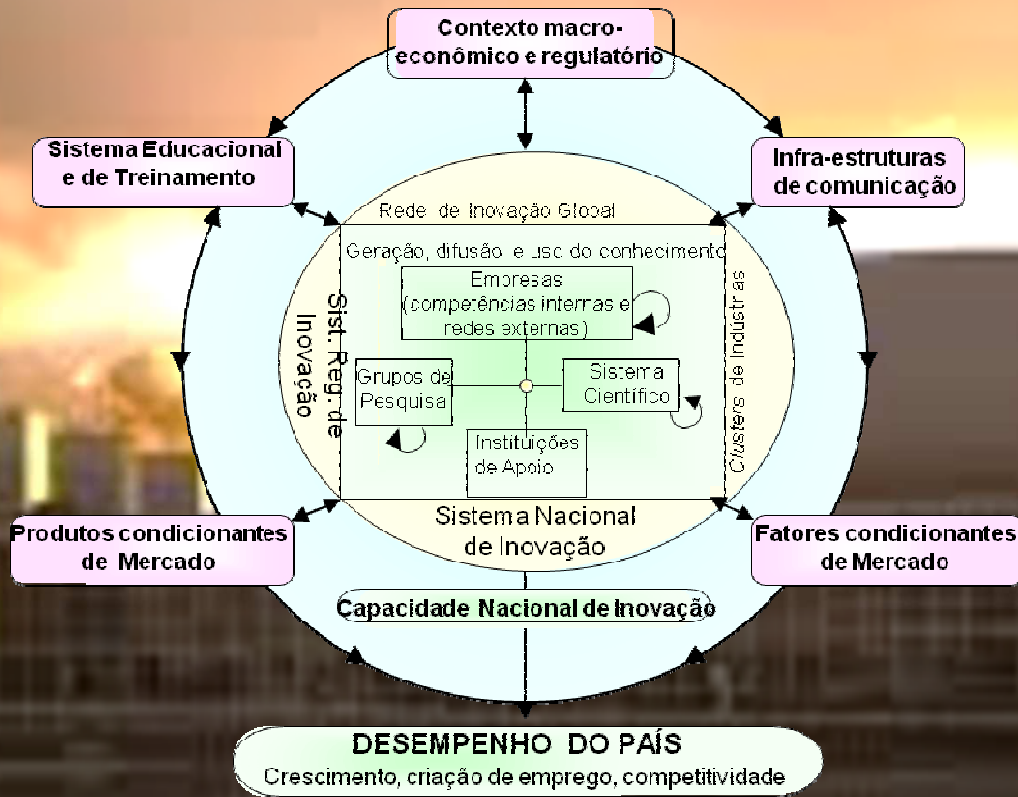 Contexto macro-
econômico e regulatório
Sistema Educacional
e de Treinamento
Infra-estruturas
de comunicação
Rede de Inovação Global
Geração, difusão e uso do conhecimento
Empresas
(competências internas e
redes externas)
Sist. Reg. de
Inovação
Clusters de Indústrias
Grupos de
Pesquisa
Sistema
Científico
Instituições
de Apoio
Sistema Nacional
de Inovação
Produtos condicionantes
de Mercado
Fatores condicionantes
de Mercado
Capacidade Nacional de Inovação
DESEMPENHO DO PAÍS
Crescimento, criação de emprego, competitividade